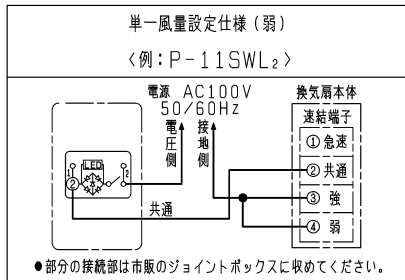 単一風量設定仕様（弱）
〈例：P-11SWL₂〉
電源 AC100V
50/60Hz
換気扇本体
電圧側
接地側
速結端子
①急速
②共通
③ 強
④ 弱
LED
1
2
②
共通
●部分の接続部は市販のジョイントボックスに収めてください。